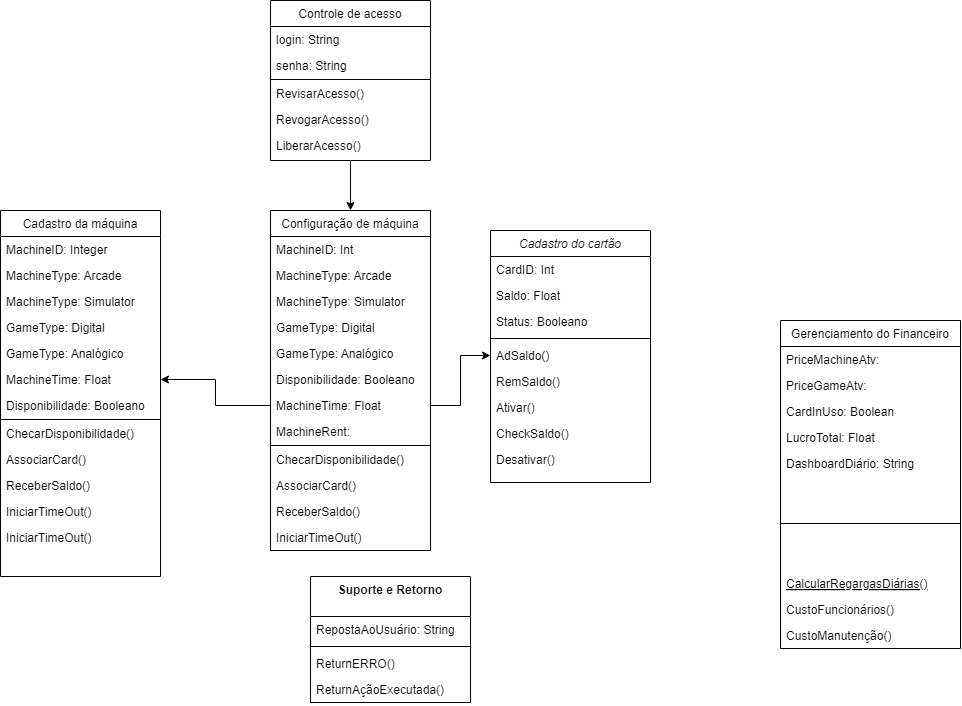 Controle de acesso
login: String
senha: String
RevisarAcesso()
RevogarAcesso()
LiberarAcesso()
Cadastro da máquina
MachineID: Integer
MachineType: Arcade
MachineType: Simulator
GameType: Digital
GameType: Analógico
MachineTime: Float
Disponibilidade: Booleano
ChecarDisponibilidade()
AssociarCard()
ReceberSaldo()
IniciarTimeOut()
IniciarTimeOut()
Configuração de máquina
MachineID: Int
MachineType: Arcade
MachineType: Simulator
GameType: Digital
GameType: Analógico
Disponibilidade: Booleano
MachineTime: Float
MachineRent:
ChecarDisponibilidade()
AssociarCard()
ReceberSaldo()
IniciarTimeOut()
Cadastro do cartão
CardID: Int
Saldo: Float
Status: Booleano
AdSaldo()
RemSaldo()
Ativar()
CheckSaldo()
Desativar()
Gerenciamento do Financeiro
PriceMachineAtv:
PriceGameAtv:
CardInUso: Boolean
LucroTotal: Float
DashboardDiário: String
CalcularRegargasDiárias()
CustoFuncionários()
CustoManutenção()
Suporte e Retorno
RepostaAoUsuário: String
ReturnERRO()
ReturnAçãoExecutada()